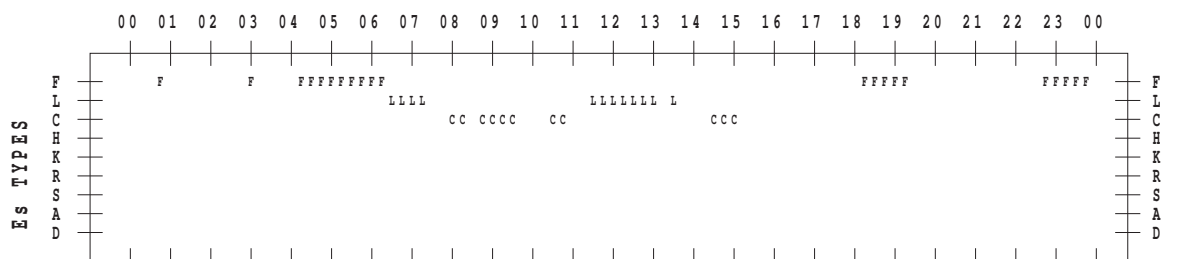 00 01 02 03 04 05 06 07 08 09 10 11 12 13 14 15 16 17 18 19 20 21 22 23 00
F F F FFFFFFFFF FFFFF FFFFF F
L LLLL LLLLLLL L L
C CC CCCC CC CCC C
H H
K K
R R
S S
A A
D D
Es TYPES